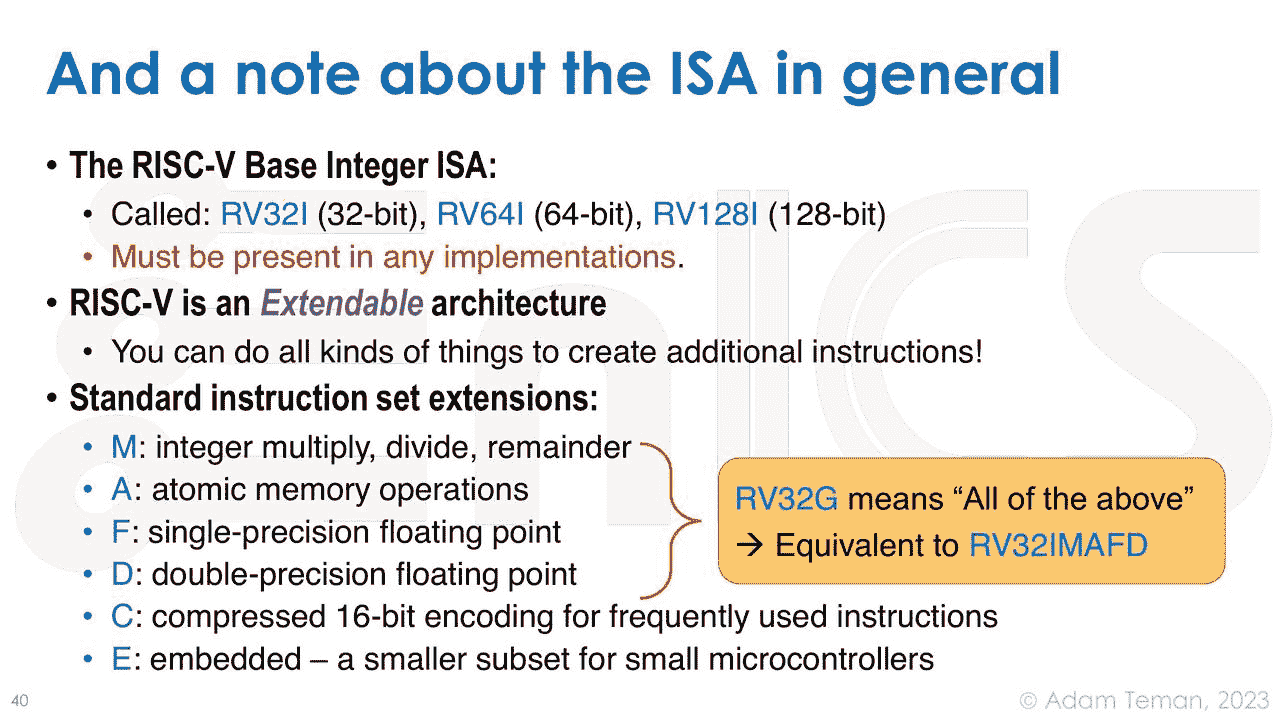 And a note about the ISA in general
• The RISC-V Base Integer ISA:
• Called: RV32I (32-bit), RV64I (64-bit), RV128I (128-bit)
• Must be present in any implementations.
• RISC-V is an Extendable architecture
• You can do all kinds of things to create additional instructions!
• Standard instruction set extensions:
• M: integer multiply, divide, remainder
• A: atomic memory operations
• F: single-precision floating point
• D: double-precision floating point
• C: compressed 16-bit encoding for frequently used instructions
• E: embedded – a smaller subset for small microcontrollers
RV32G means “All of the above”
→ Equivalent to RV32IMAFD
EnICS
40
© Adam Teman, 2023